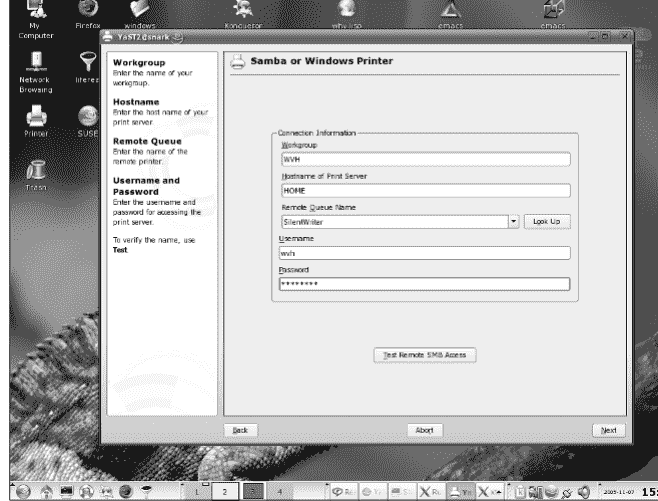 My Computer
Firefox
windows
Konqueror
why lisp
emacs
emacs
YaST2@snark
Network Browsing
liferea
Printer
SUSE
Trash
Workgroup
Enter the name of your workgroup.
Hostname
Enter the host name of your print server.
Remote Queue
Enter the name of the remote printer.
Username and Password
Enter the username and password for accessing the print server.
To verify the name, use Test.
Samba or Windows Printer
Connection Information
Workgroup
WVH
Hostname of Print Server
HOME
Remote Queue Name
SilentWriter
Look Up
Username
wvh
Password
********
Test Remote SMB Access
Back
Abort
Next
1
2
3
4
2005-11-07